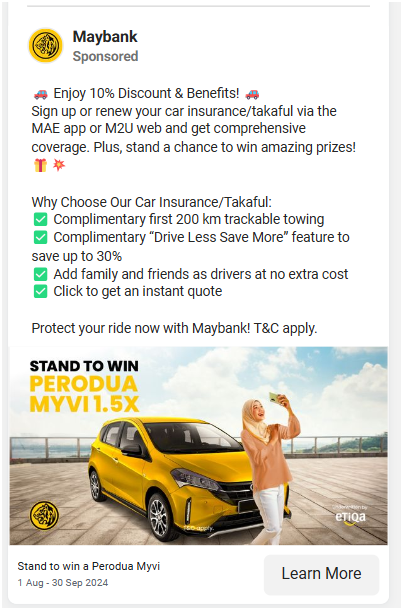 Maybank
Sponsored
🚗 Enjoy 10% Discount & Benefits! 🚗
Sign up or renew your car insurance/takaful via the
MAE app or M2U web and get comprehensive
coverage. Plus, stand a chance to win amazing prizes!
🎁 💥
Why Choose Our Car Insurance/Takaful:
✅ Complimentary first 200 km trackable towing
✅ Complimentary “Drive Less Save More” feature to
save up to 30%
✅ Add family and friends as drivers at no extra cost
✅ Click to get an instant quote
Protect your ride now with Maybank! T&C apply.
STAND TO WIN
PERODUA
MYVI 1.5X
T&C apply.
etiqa
Stand to win a Perodua Myvi
1 Aug - 30 Sep 2024
Learn More